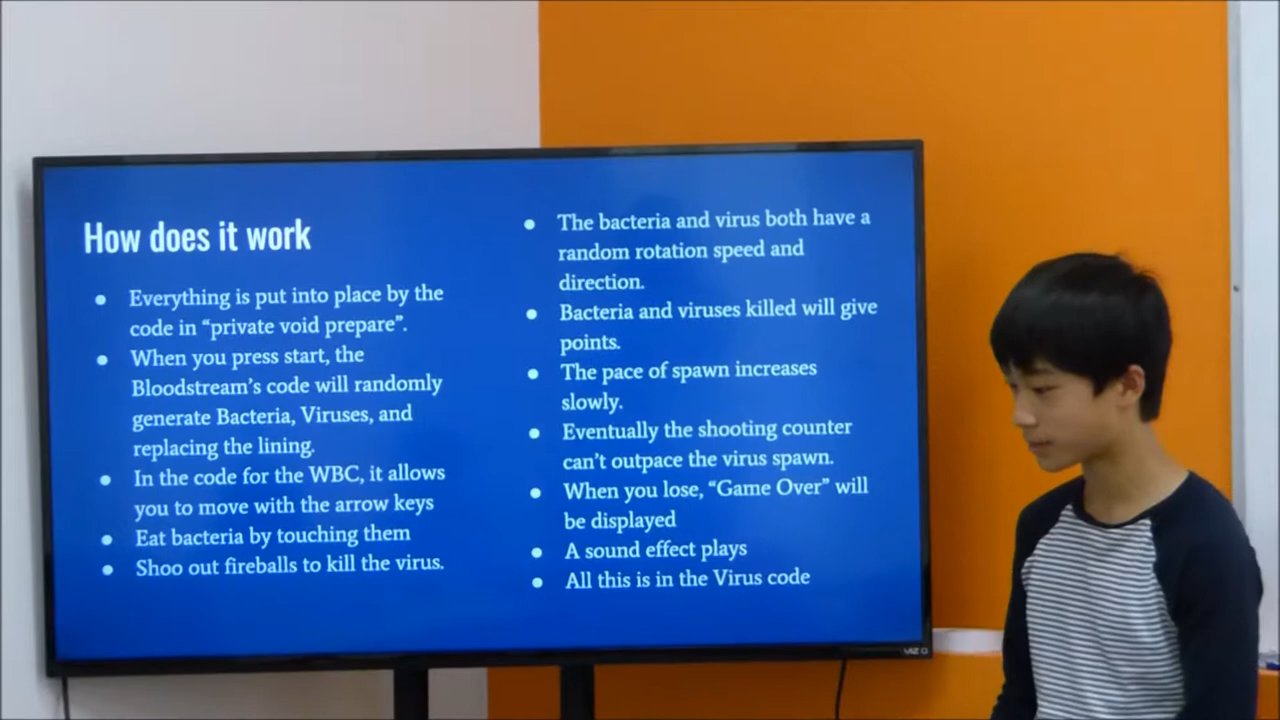 How does it work
● Everything is put into place by the
code in “private void prepare”.
● When you press start, the
Bloodstream’s code will randomly
generate Bacteria, Viruses, and
replacing the lining.
● In the code for the WBC, it allows
you to move with the arrow keys
● Eat bacteria by touching them
● Shoo out fireballs to kill the virus.
● The bacteria and virus both have a
random rotation speed and
direction.
● Bacteria and viruses killed will give
points.
● The pace of spawn increases
slowly.
● Eventually the shooting counter
can’t outpace the virus spawn.
● When you lose, “Game Over” will
be displayed
● A sound effect plays
● All this is in the Virus code
VIZIO